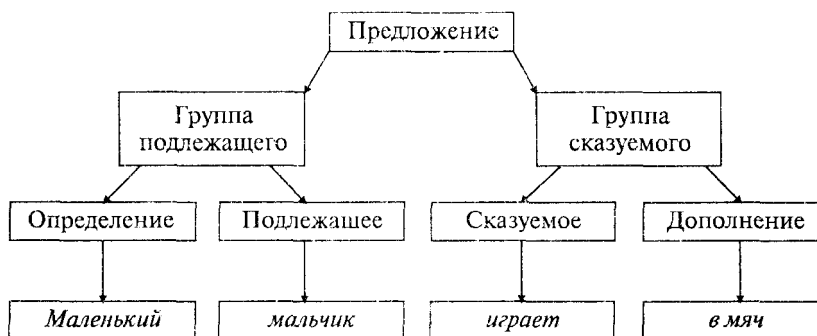 Предложение
Группа
подлежащего
Группа
сказуемого
Определение
Подлежашее
Сказуемое
Дополнение
Маленький
мальчик
играет
в мяч